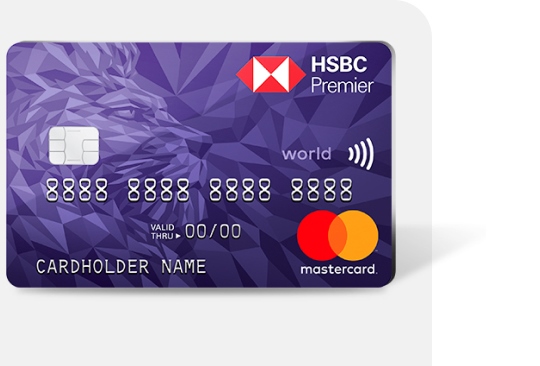 HSBC
Premier
world
8888 8888 8888 8888
VALID
THRU
00/00
CARDHOLDER NAME
mastercard.